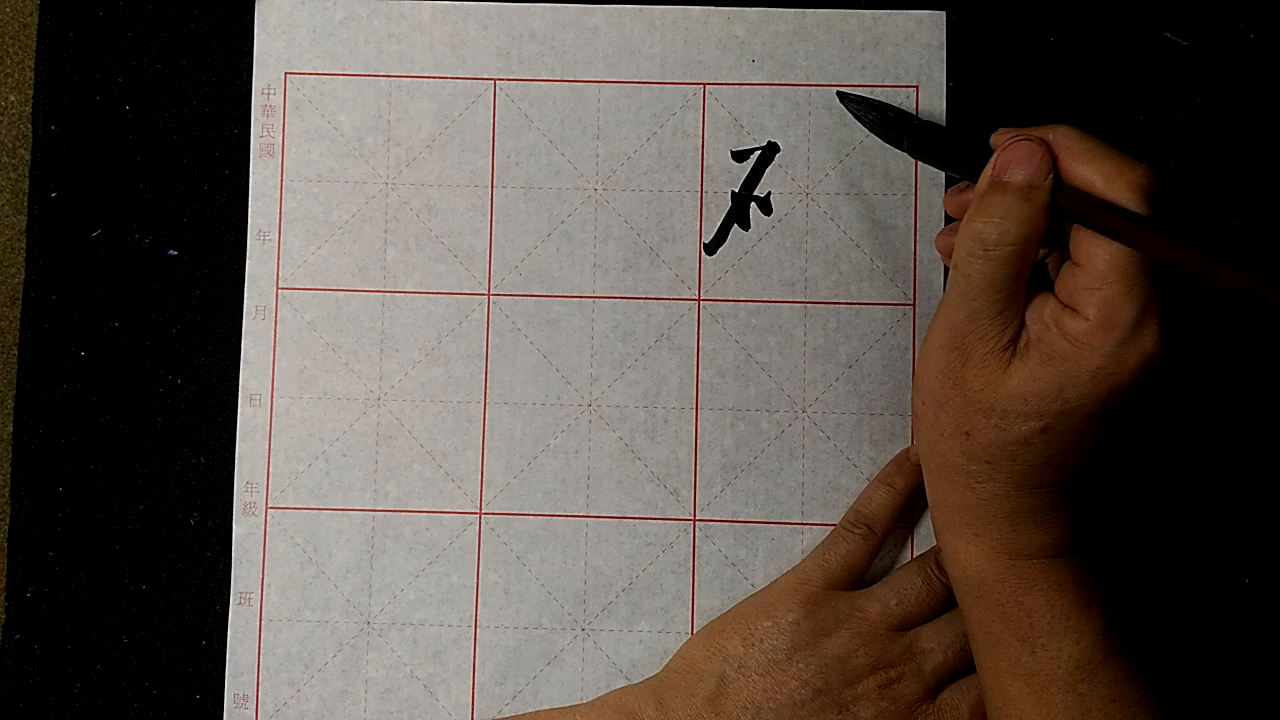 中華民國
年
月
日
年級
班
號